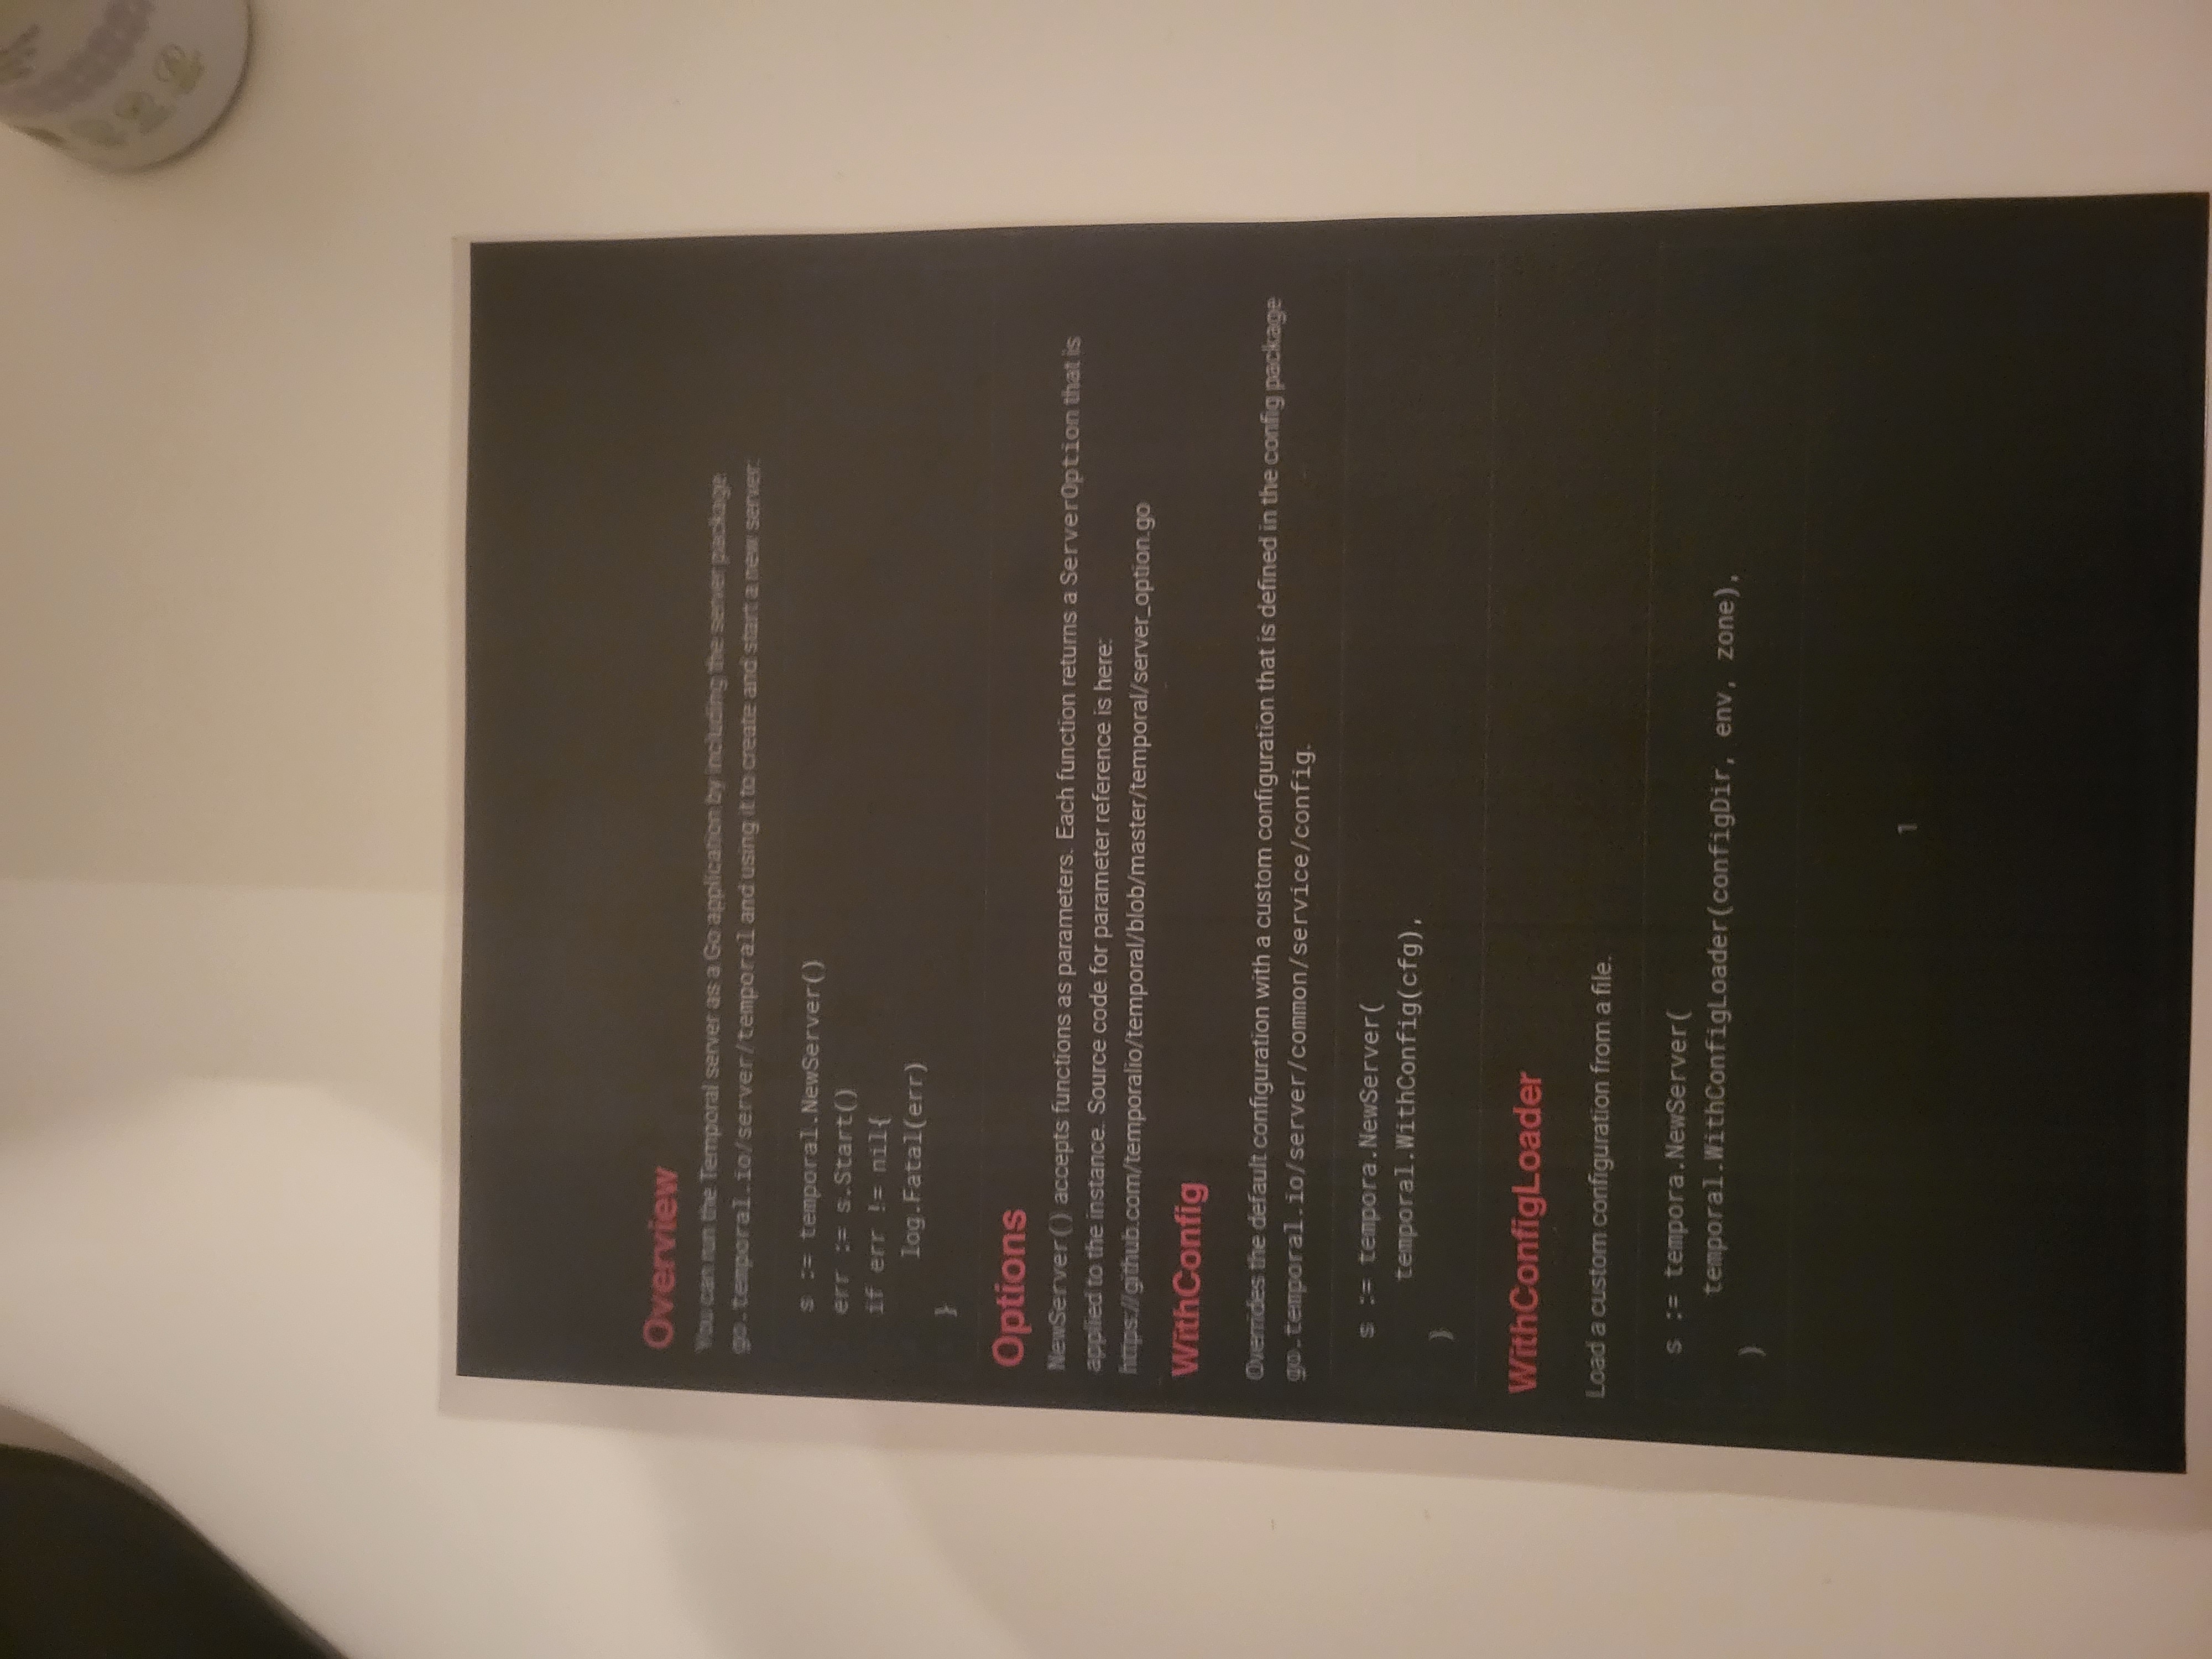 Overview
You can run the Temporal server as a Go application by including the server package
go.temporal.io/server/temporal and using it to create and start a new server.
s := temporal.NewServer()
err := s.Start()
if err != nil{
    log.Fatal(err)
}
Options
NewServer() accepts functions as parameters. Each function returns a ServerOption that is
applied to the instance. Source code for parameter reference is here:
https://github.com/temporalio/temporal/blob/master/temporal/server_option.go
WithConfig
Overrides the default configuration with a custom configuration that is defined in the config package
go.temporal.io/server/common/service/config.
s := tempora.NewServer(
    temporal.WithConfig(cfg),
)
WithConfigLoader
Load a custom configuration from a file.
s := tempora.NewServer(
    temporal.WithConfigLoader(configDir, env, zone),
)
1